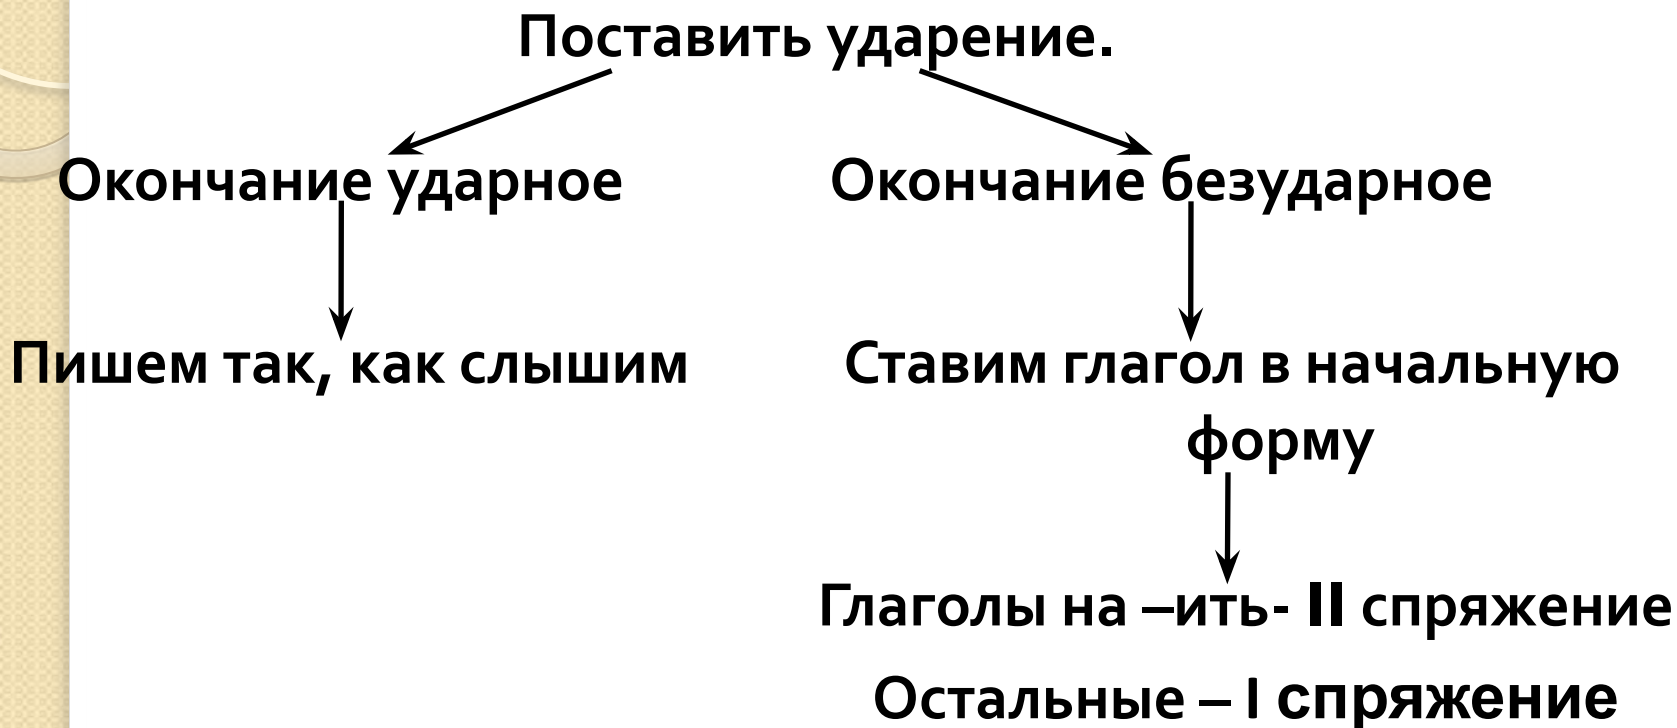 Поставить ударение.
Окончание ударное
Окончание безударное
Пишем так, как слышим
Ставим глагол в начальную
форму
Глаголы на –ить- II спряжение
Остальные – I спряжение